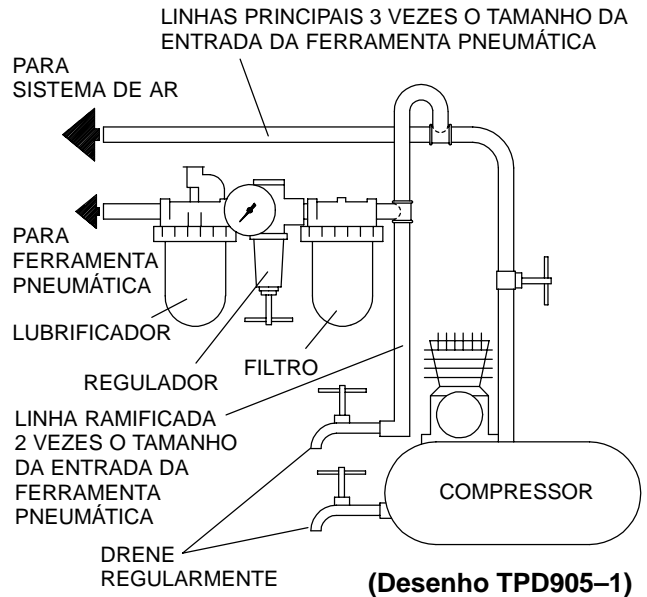 LINHAS PRINCIPAIS 3 VEZES O TAMANHO DA
ENTRADA DA FERRAMENTA PNEUMÁTICA
PARA
SISTEMA DE AR
PARA
FERRAMENTA
PNEUMÁTICA
LUBRIFICADOR
REGULADOR
FILTRO
LINHA RAMIFICADA
2 VEZES O TAMANHO
DA ENTRADA DA
FERRAMENTA
PNEUMÁTICA
COMPRESSOR
DRENE
REGULARMENTE
(Desenho TPD905–1)